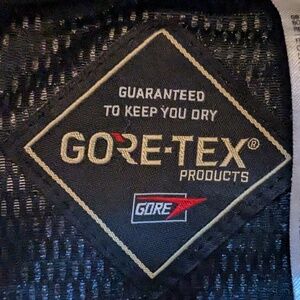 GUARANTEED
TO KEEP YOU DRY
GORE-TEX®
PRODUCTS
GORE